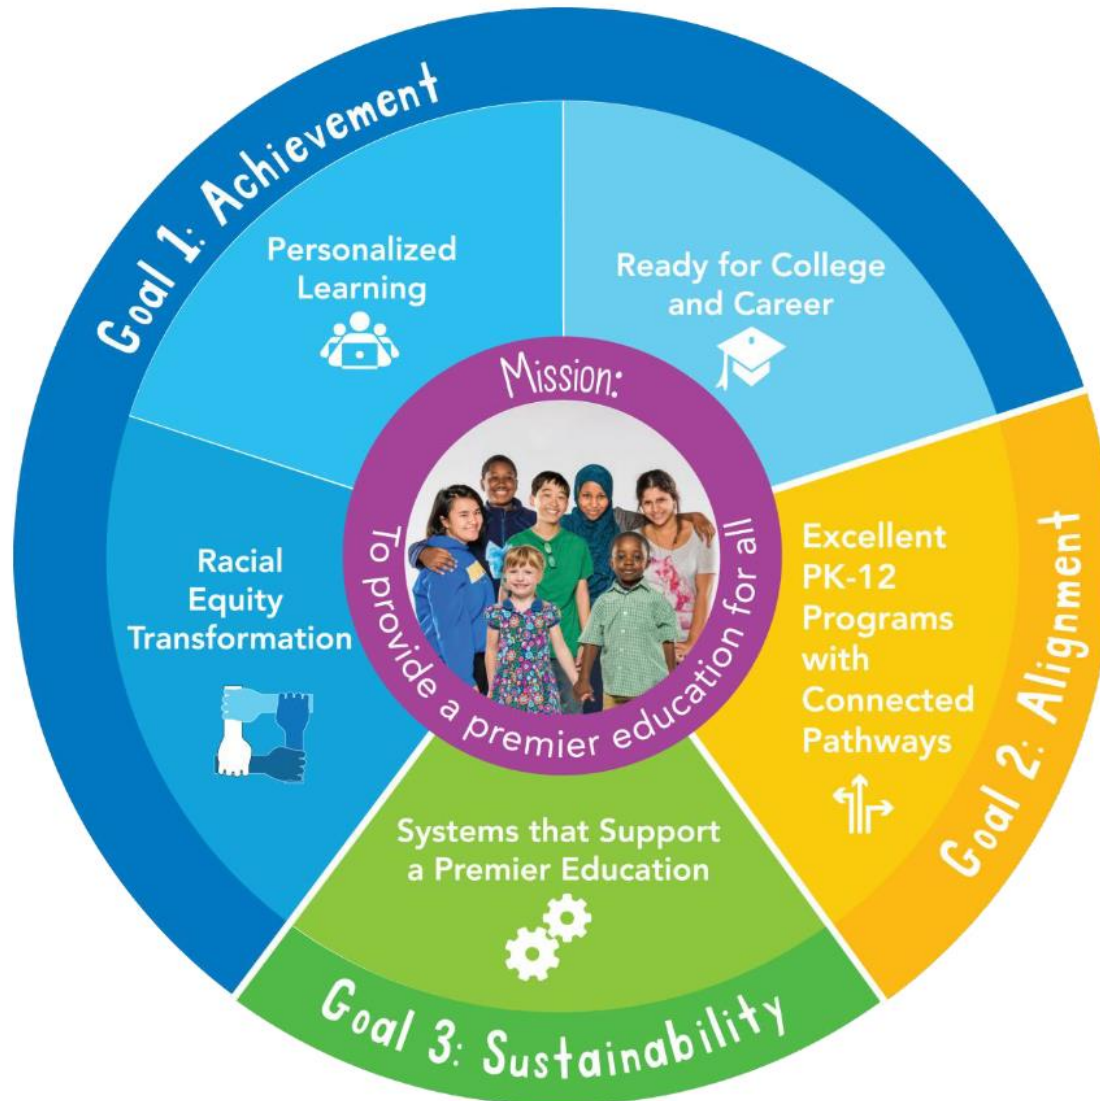 Goal 1: Achievement
Personalized
Learning
Ready for College
and Career
Racial
Equity
Transformation
Mission:
To provide a premier education for all
Excellent
PK-12
Programs
with
Connected
Pathways
Goal 2: Alignment
Systems that Support
a Premier Education
Goal 3: Sustainability